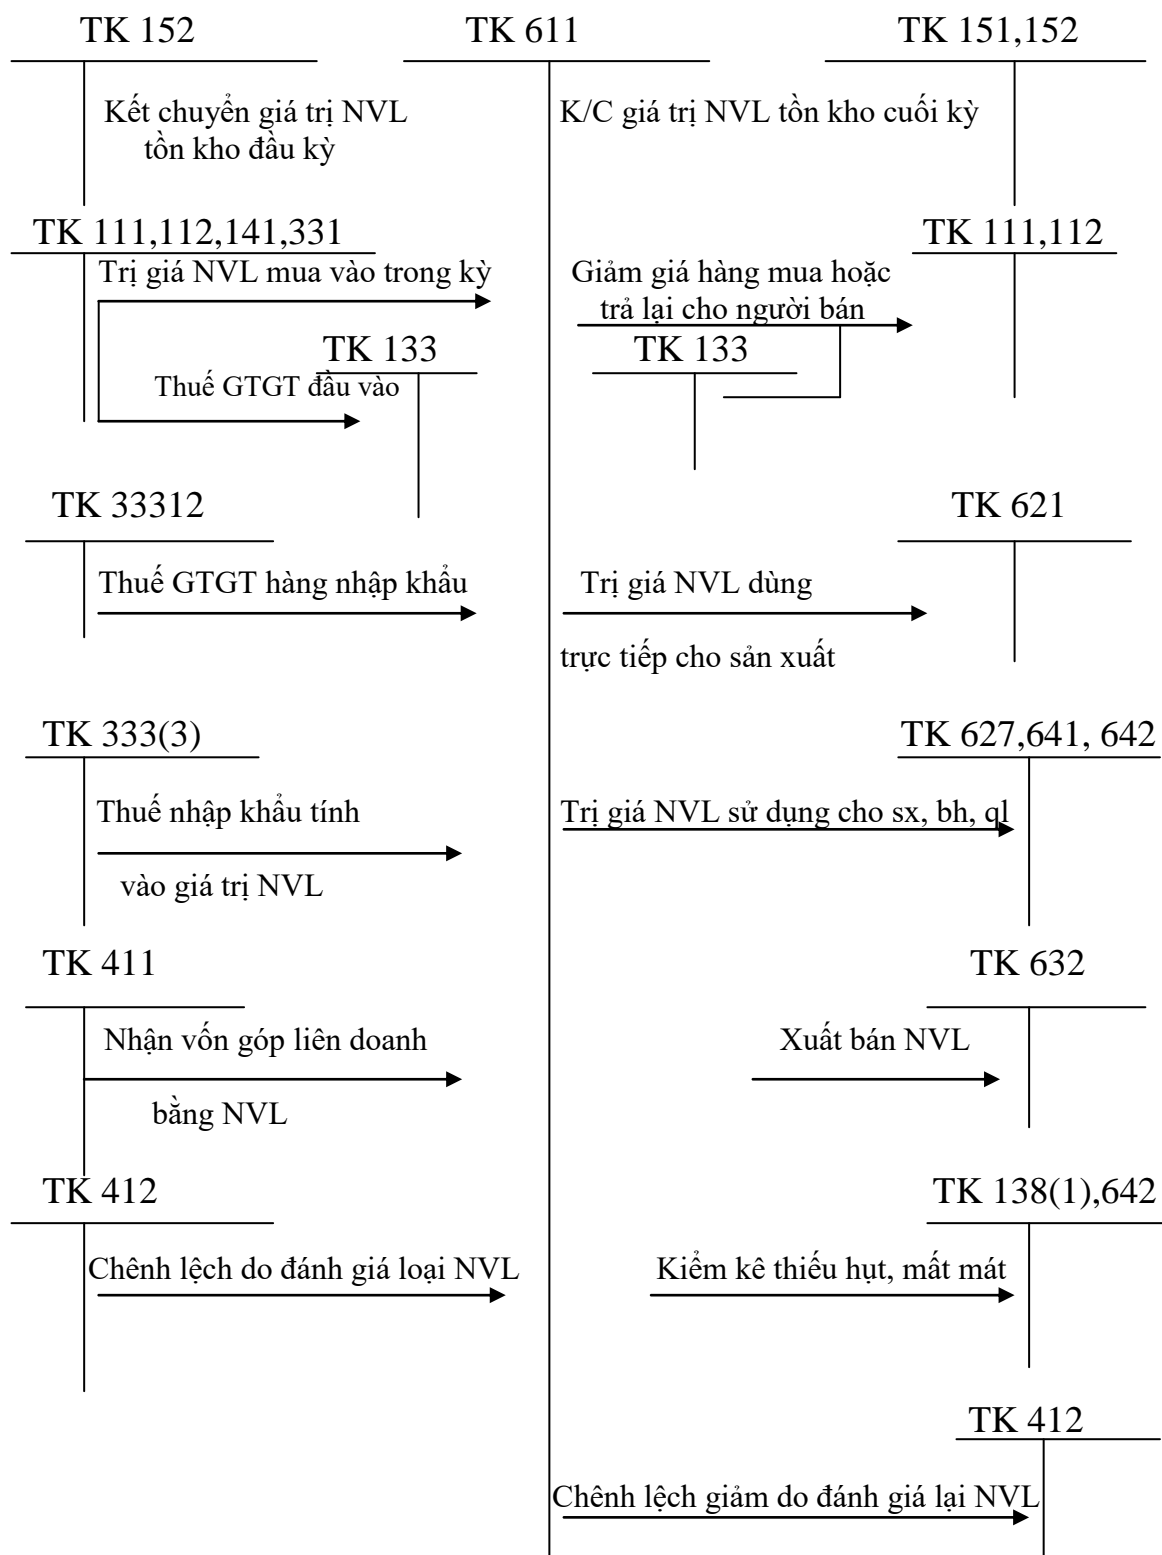 TK 152
TK 611
TK 151,152
Kết chuyển giá trị NVL
tồn kho đầu kỳ
K/C giá trị NVL tồn kho cuối kỳ
TK 111,112,141,331
TK 111,112
Trị giá NVL mua vào trong kỳ
Giảm giá hàng mua hoặc
trả lại cho người bán
TK 133
TK 133
Thuế GTGT đầu vào
TK 33312
TK 621
Thuế GTGT hàng nhập khẩu
Trị giá NVL dùng
trực tiếp cho sản xuất
TK 333(3)
TK 627,641, 642
Thuế nhập khẩu tính
vào giá trị NVL
Trị giá NVL sử dụng cho sx, bh, ql
TK 411
TK 632
Nhận vốn góp liên doanh
bằng NVL
Xuất bán NVL
TK 412
TK 138(1),642
Chênh lệch do đánh giá loại NVL
Kiểm kê thiếu hụt, mất mát
TK 412
Chênh lệch giảm do đánh giá lại NVL